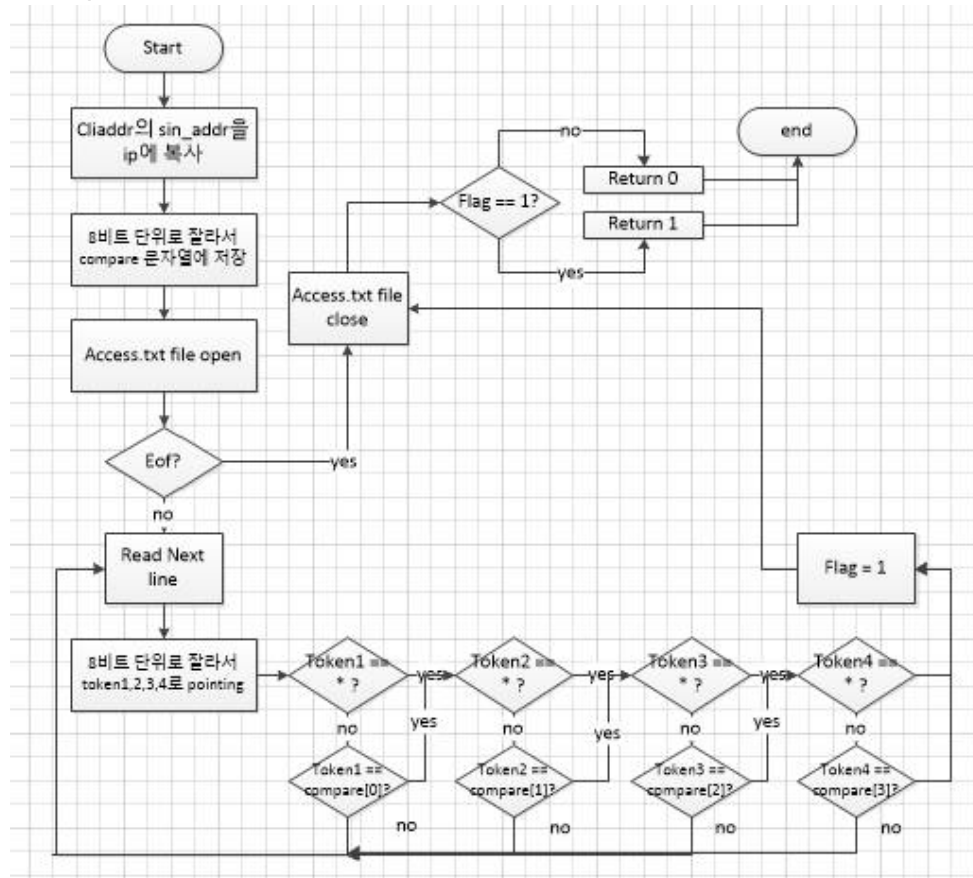 Start
Cliaddr의 sin_addr을
ip에 복사
8비트 단위로 잘라서
compare 문자열에 저장
Access.txt file open
Eof?
yes
no
Read Next
line
8비트 단위로 잘라서
token1,2,3,4로 pointing
Access.txt file
close
Flag == 1?
no
yes
Return 0
Return 1
end
Token1 ==
* ?
yes
no
Token1 ==
compare[0]?
yes
no
Token2 ==
* ?
yes
no
Token2 ==
compare[1]?
yes
no
Token3 ==
* ?
yes
no
Token3 ==
compare[2]?
yes
no
Token4 ==
* ?
no
Token4 ==
compare[3]?
no
Flag = 1